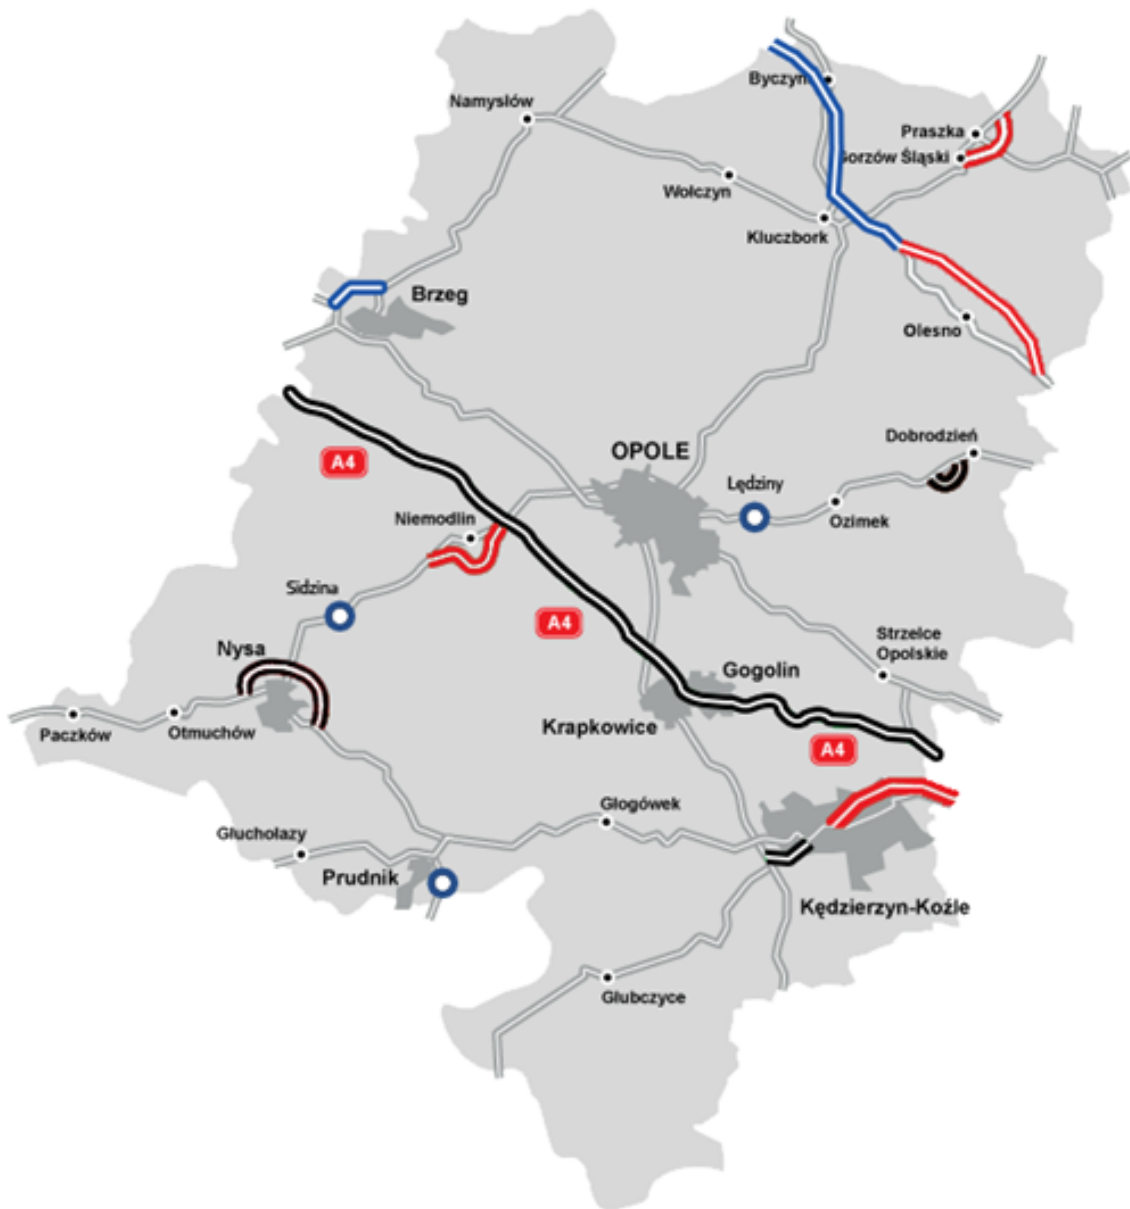 Byczyn
Namysłów
Praszka
Gorzów Śląski
Wołczyn
Kluczbork
Brzeg
Olesno
Dobrodzień
OPOLE
A4
Lędziny
Niemodlin
Ozimek
Sidzina
A4
Strzelce
Opolskie
Nysa
Gogolin
Paczków
Otmuchów
Krapkowice
A4
Głogówek
Głuchołazy
Prudnik
Kędzierzyn-Koźle
Głubczyce